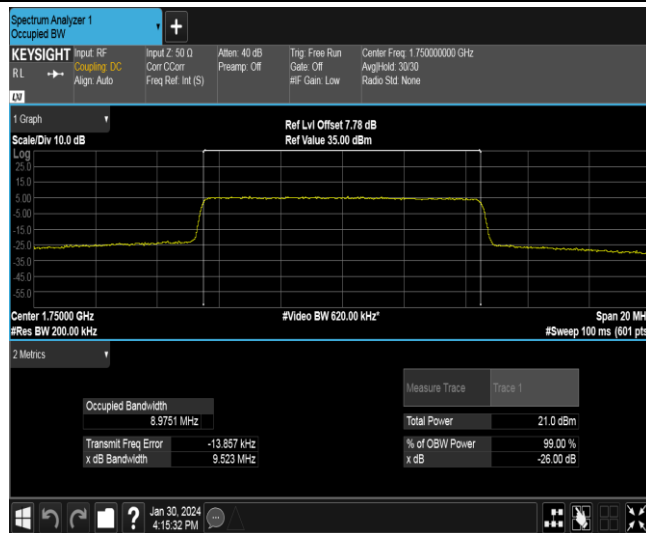 Spectrum Analyzer 1
Occupied BW
+
KEYSIGHT
RL
LXI
Input: RF
Coupling: DC
Align: Auto
Input Z: 50 Ω
Corr CCorr
Freq Ref: Int (S)
Atten: 40 dB
Preamp: Off
Trig: Free Run
Gate: Off
#IF Gain: Low
Center Freq: 1.750000000 GHz
Avg|Hold: 30/30
Radio Std: None
1 Graph
Scale/Div 10.0 dB
Ref Lvl Offset 7.78 dB
Ref Value 35.00 dBm
Log
25.0
15.0
5.00
-5.00
-15.0
-25.0
-35.0
-45.0
-55.0
Center 1.75000 GHz
#Video BW 620.00 kHz*
Span 20 MH
#Res BW 200.00 kHz
#Sweep 100 ms (601 pts
2 Metrics
Measure Trace Trace 1
Occupied Bandwidth
8.9751 MHz
Total Power 21.0 dBm
Transmit Freq Error -13.857 kHz
% of OBW Power 99.00 %
x dB Bandwidth 9.523 MHz
x dB -26.00 dB
?
Jan 30, 2024
4:15:32 PM